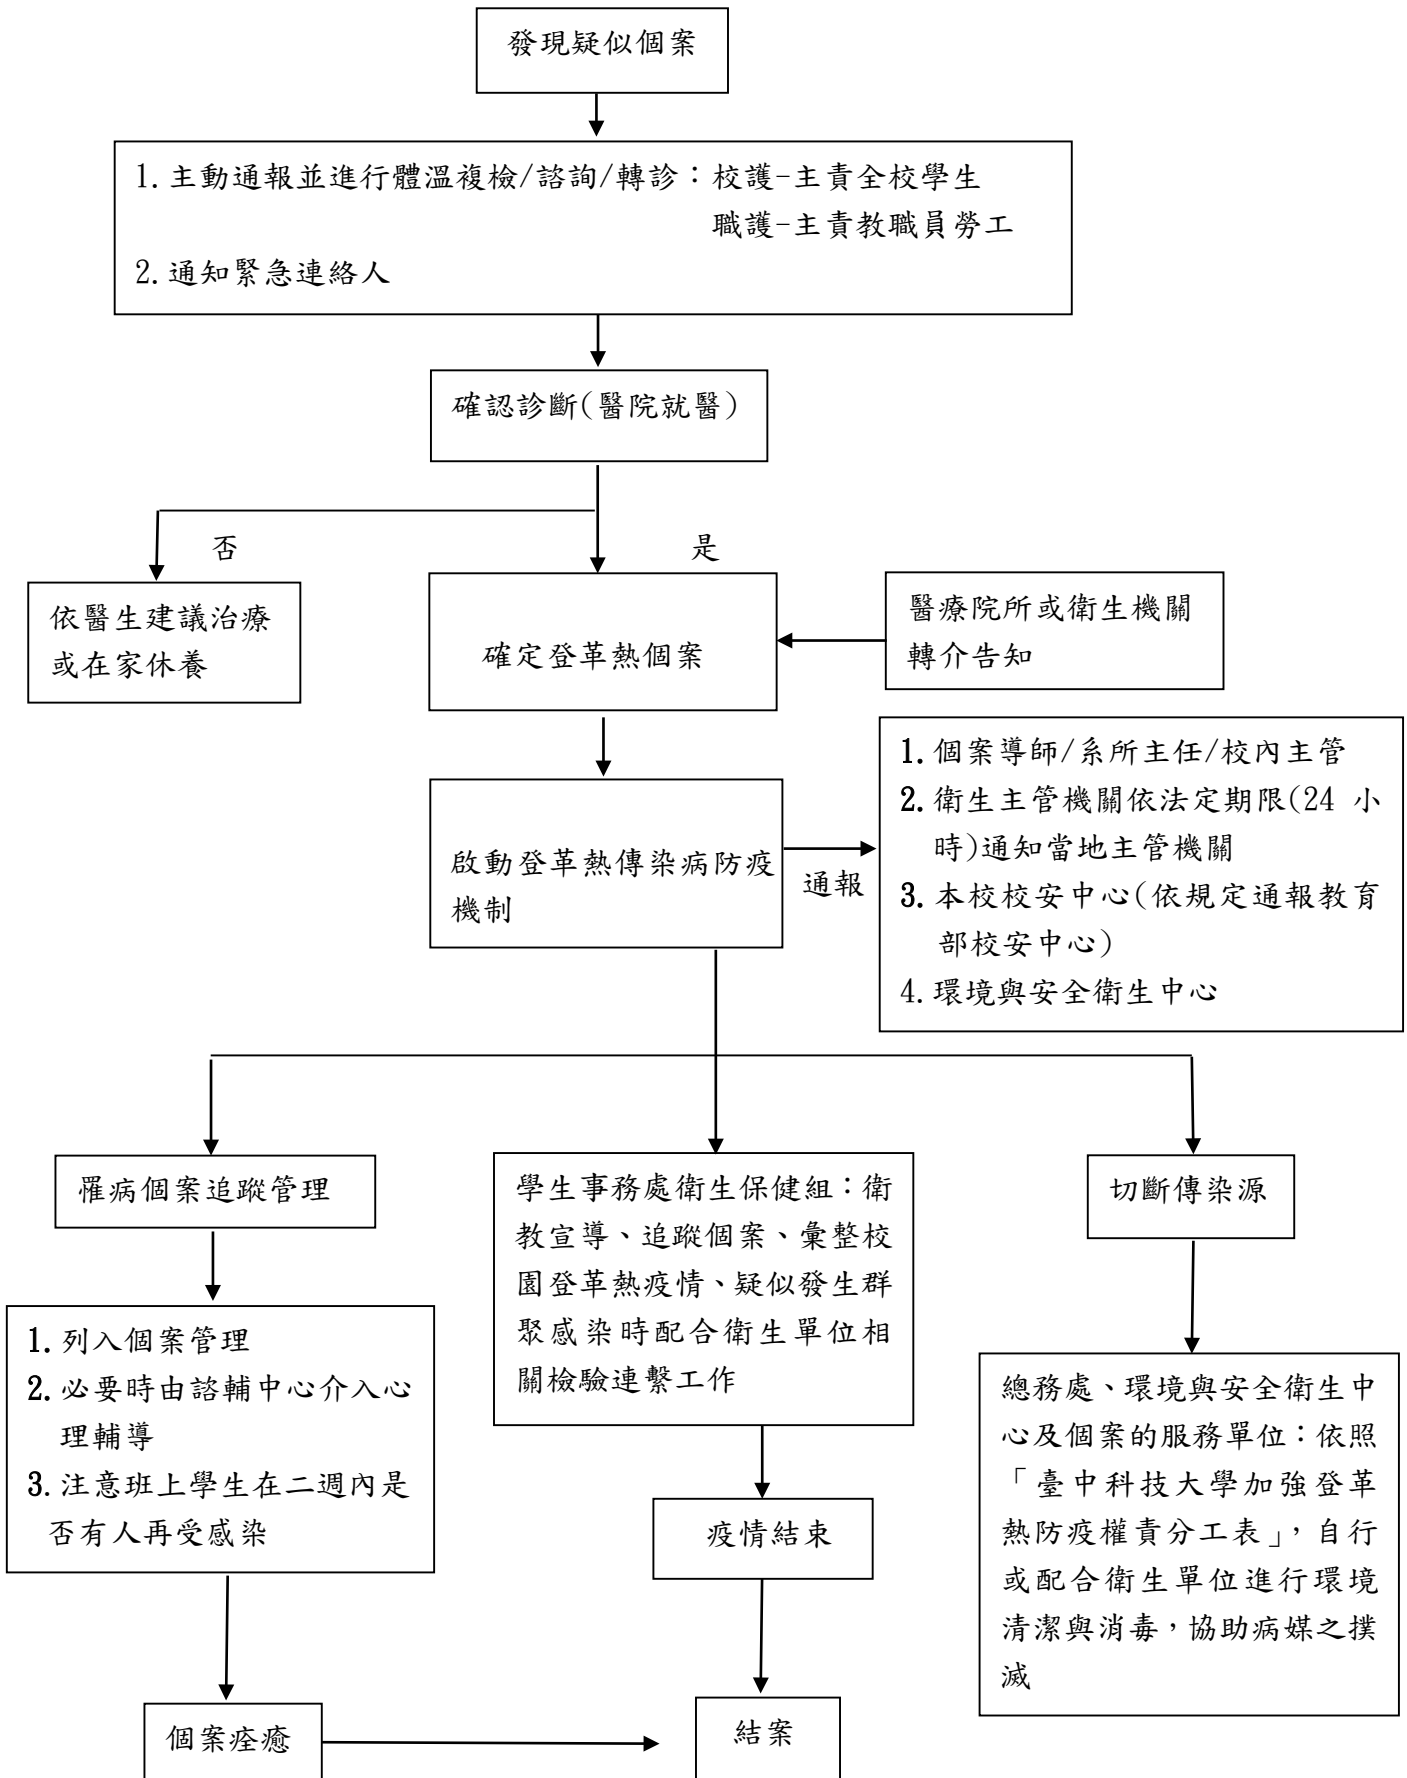 發現疑似個案
1.主動通報並進行體溫複檢/諮詢/轉診：校護-主責全校學生
職護-主責教職員勞工
2.通知緊急連絡人
確認診斷(醫院就醫)
否
是
依醫生建議治療
或在家休養
確定登革熱個案
醫療院所或衛生機關
轉介告知
啟動登革熱傳染病防疫
機制
通報
1.個案導師/系所主任/校內主管
2.衛生主管機關依法定期限(24 小
時)通知當地主管機關
3.本校校安中心(依規定通報教育
部校安中心)
4.環境與安全衛生中心
罹病個案追蹤管理
學生事務處衛生保健組：衛
教宣導、追蹤個案、彙整校
園登革熱疫情、疑似發生群
聚感染時配合衛生單位相
關檢驗連繫工作
切斷傳染源
1.列入個案管理
2.必要時由諮輔中心介入心
理輔導
3.注意班上學生在二週內是
否有人再受感染
疫情結束
總務處、環境與安全衛生中
心及個案的服務單位：依照
「臺中科技大學加強登革
熱防疫權責分工表」，自行
或配合衛生單位進行環境
清潔與消毒，協助病媒之撲
滅
個案痊癒
結案